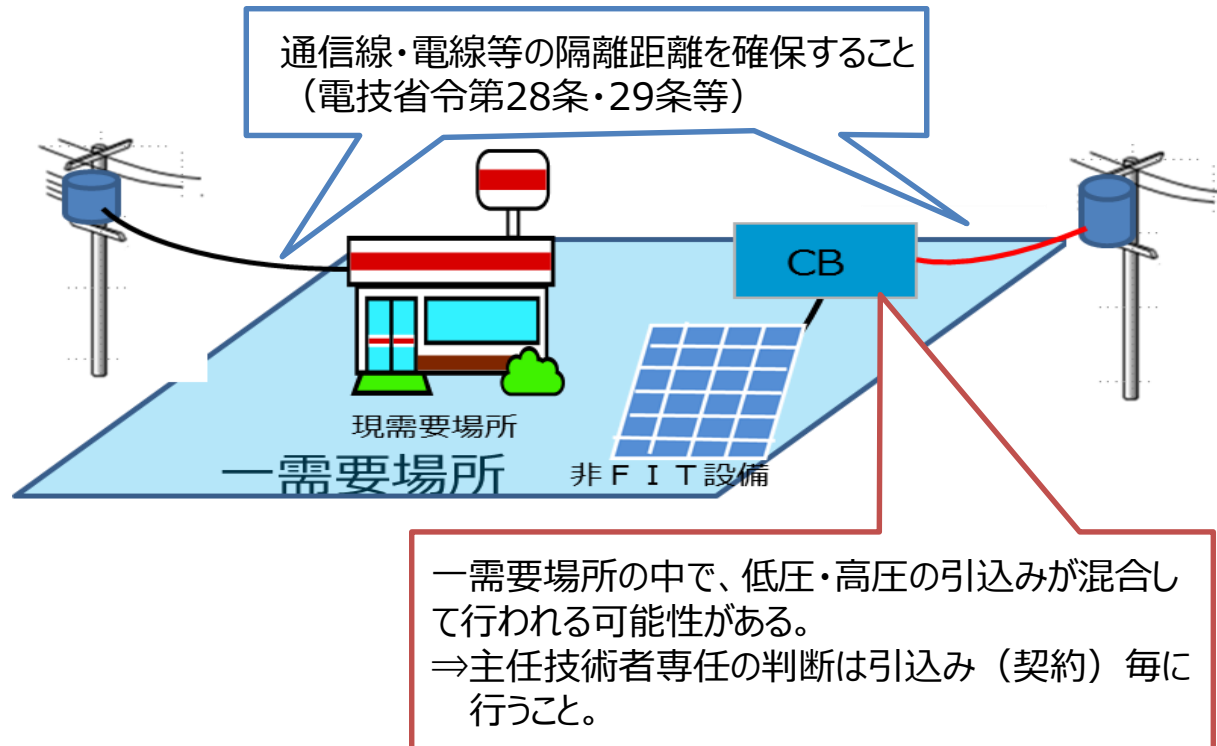 通信線・電線等の隔離距離を確保すること
（電技省令第28条・29条等）
CB
現需要場所
一需要場所
非ＦＩＴ設備
一需要場所の中で、低圧・高圧の引込みが混合し
て行われる可能性がある。
⇒主任技術者専任の判断は引込み（契約）毎に
行うこと。